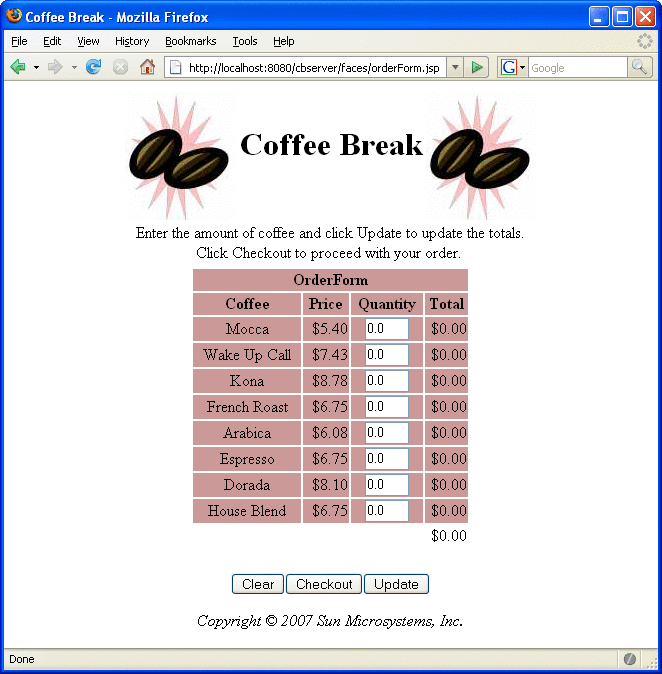 Coffee Break - Mozilla Firefox
File Edit View History Bookmarks Tools Help
http://localhost:8080/cbserver/faces/orderForm.jsp G Google
Coffee Break
Enter the amount of coffee and click Update to update the totals.
Click Checkout to proceed with your order.
OrderForm
Coffee Price Quantity Total
Mocca $5.40 0.0 $0.00
Wake Up Call $7.43 0.0 $0.00
Kona $8.78 0.0 $0.00
French Roast $6.75 0.0 $0.00
Arabica $6.08 0.0 $0.00
Espresso $6.75 0.0 $0.00
Dorada $8.10 0.0 $0.00
House Blend $6.75 0.0 $0.00
$0.00
Clear Checkout Update
Copyright © 2007 Sun Microsystems, Inc.
Done